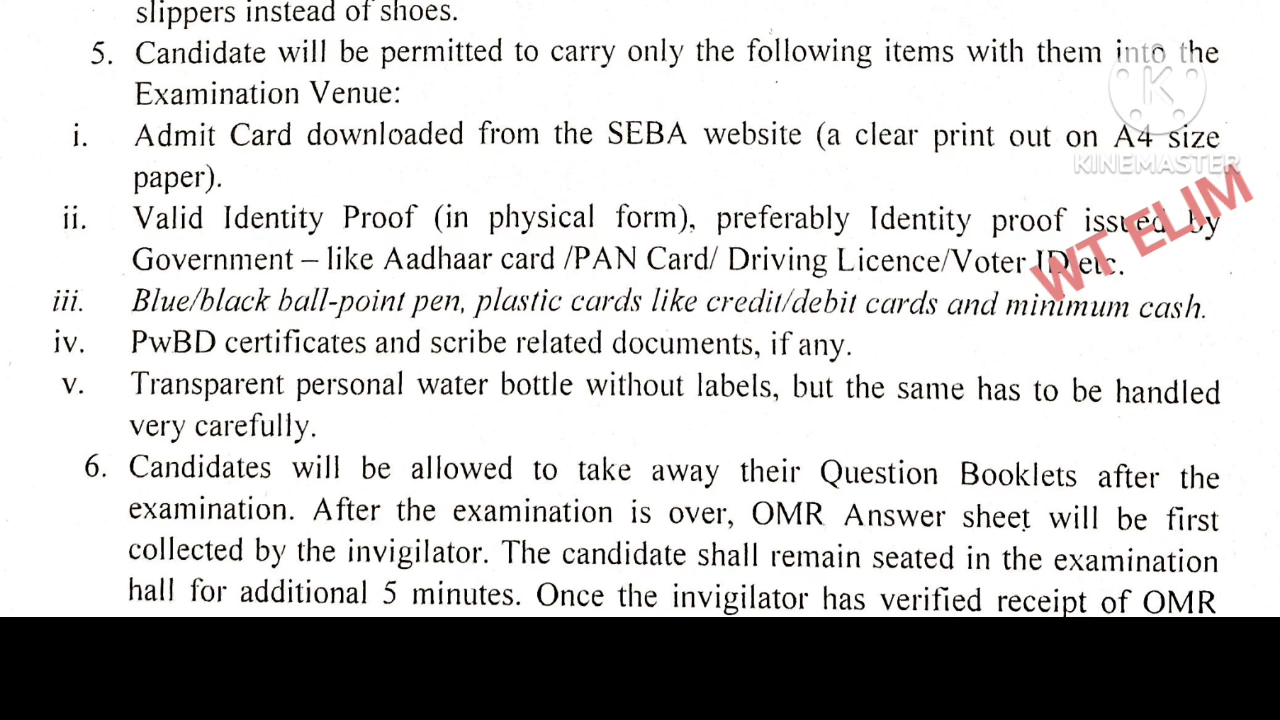 slippers instead of shoes.
5. Candidate will be permitted to carry only the following items with them into the
Examination Venue:
i. Admit Card downloaded from the SEBA website (a clear print out on A4 size
paper).
ii. Valid Identity Proof (in physical form), preferably Identity proof issued by
Government – like Aadhaar card /PAN Card/ Driving Licence/Voter ID etc.
iii. Blue/black ball-point pen, plastic cards like credit/debit cards and minimum cash.
iv. PwBD certificates and scribe related documents, if any.
v. Transparent personal water bottle without labels, but the same has to be handled
very carefully.
6. Candidates will be allowed to take away their Question Booklets after the
examination. After the examination is over, OMR Answer sheet will be first
collected by the invigilator. The candidate shall remain seated in the examination
hall for additional 5 minutes. Once the invigilator has verified receipt of OMR
K
KINEMASTER
WT ELIM